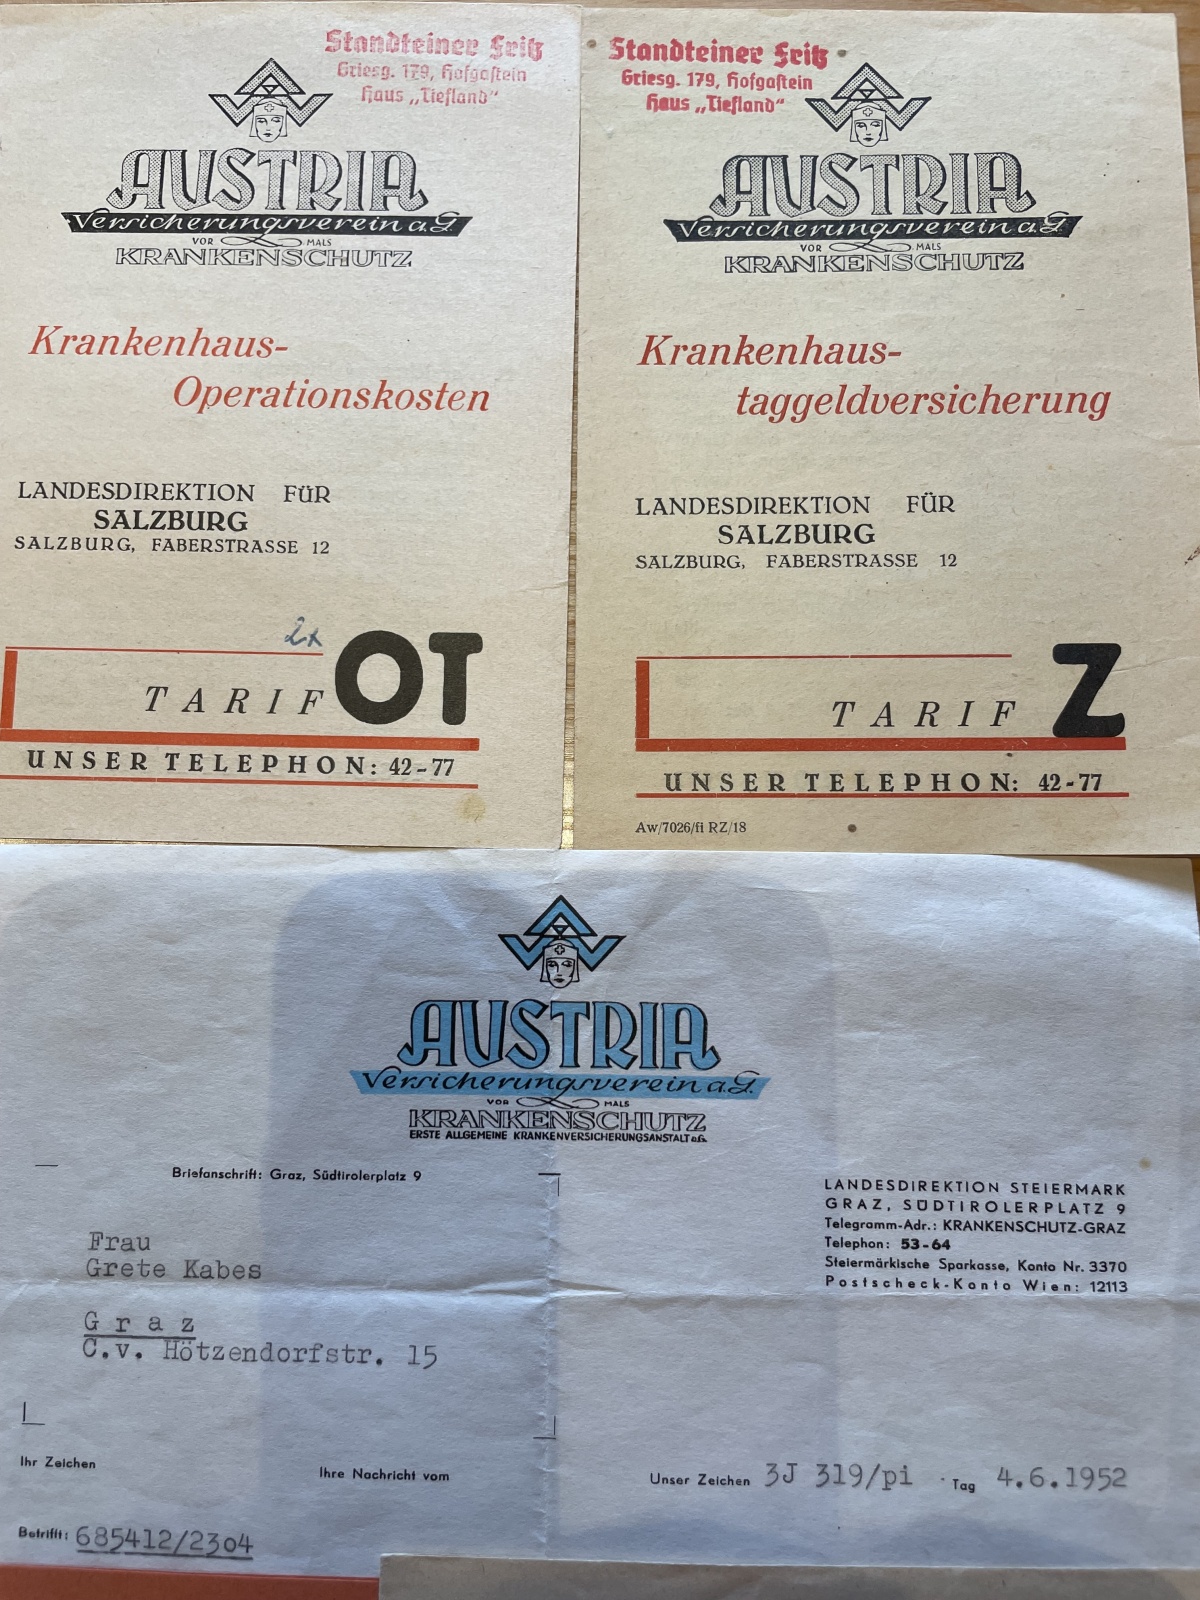 Standteiner Fritz
Griesg. 179, Hofgastein
Haus „Tiefland“
AUSTRIA
Versicherungsverein a.G.
VORMALS
KRANKENSCHUTZ
Krankenhaus-
Operationskosten
LANDESDIREKTION FÜR
SALZBURG
SALZBURG, FABERSTRASSE 12
2x
TARIF OT
UNSER TELEPHON: 42-77
Standteiner Fritz
Griesg. 179, Hofgastein
Haus „Tiefland“
AUSTRIA
Versicherungsverein a.G.
VORMALS
KRANKENSCHUTZ
Krankenhaus-
taggeldversicherung
LANDESDIREKTION FÜR
SALZBURG
SALZBURG, FABERSTRASSE 12
TARIF Z
UNSER TELEPHON: 42-77
Aw/7026/fi RZ/18
AUSTRIA
Versicherungsverein a.G.
VORMALS
KRANKENSCHUTZ
ERSTE ALLGEMEINE KRANKENVERSICHERUNGSANSTALT a.G.
Briefanschrift: Graz, Südtirolerplatz 9
LANDESDIREKTION STEIERMARK
GRAZ, SÜDTIROLERPLATZ 9
Telegramm-Adr.: KRANKENSCHUTZ-GRAZ
Telephon: 53-64
Steiermärkische Sparkasse, Konto Nr. 3370
Postscheck-Konto Wien: 12113
Frau
Grete Kabes
Graz
C.v. Hötzendorfstr. 15
Ihr Zeichen
Ihre Nachricht vom
Unser Zeichen 3J 319/pi
Tag 4.6.1952
Betrifft: 685412/2304